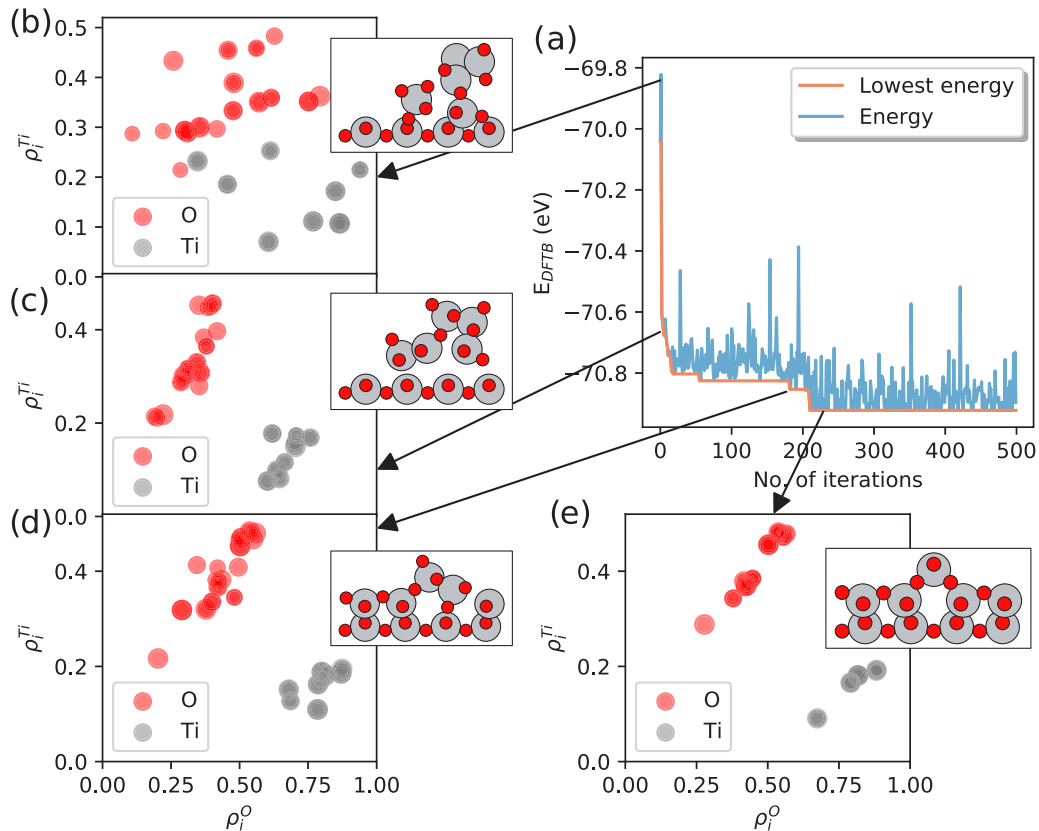 (b)
0.5
0.4
0.3
0.2
0.1
0.0
ρ_i^{Ti}
O
Ti
(a)
−69.8
−70.0
−70.2
−70.4
−70.6
−70.8
E_{DFTB} (eV)
Lowest energy
Energy
0 100 200 300 400 500
No. of iterations
(c)
0.4
0.2
0.0
ρ_i^{Ti}
O
Ti
(d)
0.4
0.2
0.0
ρ_i^{Ti}
O
Ti
0.00 0.25 0.50 0.75 1.00
ρ_i^O
(e)
0.4
0.2
0.0
ρ_i^{Ti}
O
Ti
0.00 0.25 0.50 0.75 1.00
ρ_i^O